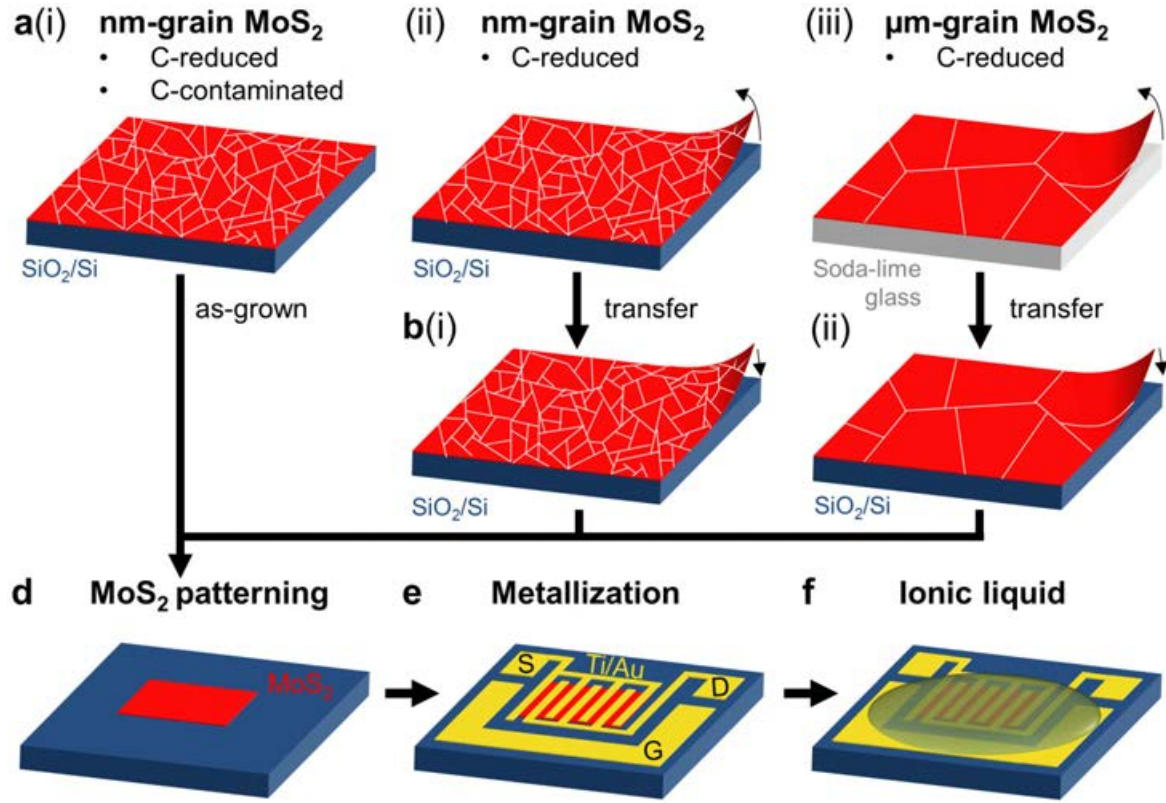 a(i) nm-grain MoS₂
• C-reduced
• C-contaminated
SiO₂/Si
as-grown
(ii) nm-grain MoS₂
• C-reduced
SiO₂/Si
transfer
(iii) µm-grain MoS₂
• C-reduced
Soda-lime
glass
transfer
b(i)
SiO₂/Si
(ii)
SiO₂/Si
d MoS₂ patterning
MoS₂
e Metallization
S
Ti/Au
D
G
f Ionic liquid